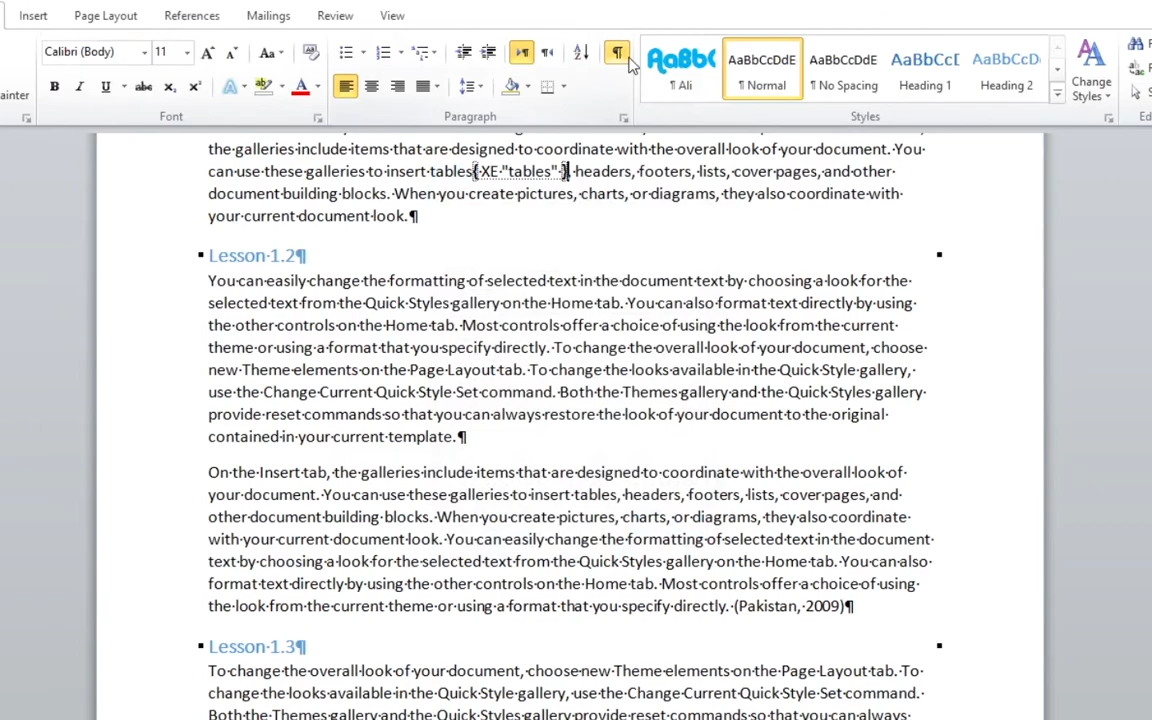 Insert Page Layout References Mailings Review View
Calibri (Body) 11 Aa
AaBbC AaBbCcDdE AaBbCcDdE AaBbCcD AaBbCcD
ainter B I U abc x₂ x² A ab A ¶ Ali ¶ Normal ¶ No Spacing Heading 1 Heading 2 Change Styles
Font Paragraph Styles
the·galleries·include·items·that·are·designed·to·coordinate·with·the·overall·look·of·your·document.·You·
can·use·these·galleries·to·insert·tables{·XE·"tables"·},·headers,·footers,·lists,·cover·pages,·and·other·
document·building·blocks.·When·you·create·pictures,·charts,·or·diagrams,·they·also·coordinate·with·
your·current·document·look.¶
Lesson·1.2¶
You·can·easily·change·the·formatting·of·selected·text·in·the·document·text·by·choosing·a·look·for·the·
selected·text·from·the·Quick·Styles·gallery·on·the·Home·tab.·You·can·also·format·text·directly·by·using·
the·other·controls·on·the·Home·tab.·Most·controls·offer·a·choice·of·using·the·look·from·the·current·
theme·or·using·a·format·that·you·specify·directly.·To·change·the·overall·look·of·your·document,·choose·
new·Theme·elements·on·the·Page·Layout·tab.·To·change·the·looks·available·in·the·Quick·Style·gallery,·
use·the·Change·Current·Quick·Style·Set·command.·Both·the·Themes·gallery·and·the·Quick·Styles·gallery·
provide·reset·commands·so·that·you·can·always·restore·the·look·of·your·document·to·the·original·
contained·in·your·current·template.¶
On·the·Insert·tab,·the·galleries·include·items·that·are·designed·to·coordinate·with·the·overall·look·of·
your·document.·You·can·use·these·galleries·to·insert·tables,·headers,·footers,·lists,·cover·pages,·and·
other·document·building·blocks.·When·you·create·pictures,·charts,·or·diagrams,·they·also·coordinate·
with·your·current·document·look.·You·can·easily·change·the·formatting·of·selected·text·in·the·document·
text·by·choosing·a·look·for·the·selected·text·from·the·Quick·Styles·gallery·on·the·Home·tab.·You·can·also·
format·text·directly·by·using·the·other·controls·on·the·Home·tab.·Most·controls·offer·a·choice·of·using·
the·look·from·the·current·theme·or·using·a·format·that·you·specify·directly.·(Pakistan,·2009)¶
Lesson·1.3¶
To·change·the·overall·look·of·your·document,·choose·new·Theme·elements·on·the·Page·Layout·tab.·To·
change·the·looks·available·in·the·Quick·Style·gallery,·use·the·Change·Current·Quick·Style·Set·command.·
Both·the·Themes·gallery·and·the·Quick·Styles·gallery·provide·reset·commands·so·that·you·can·always·